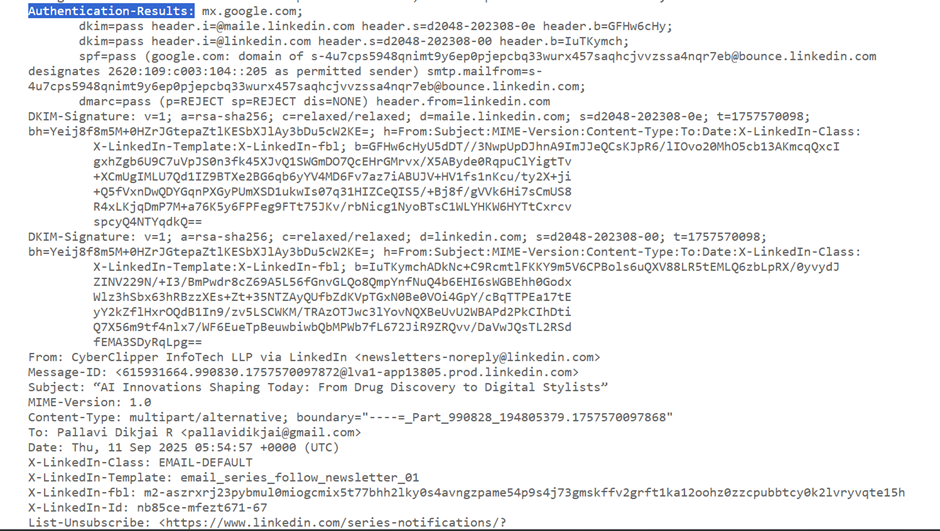 Authentication-Results: mx.google.com;
dkim=pass header.i=@maile.linkedin.com header.s=d2048-202308-0e header.b=GFHw6cHy;
dkim=pass header.i=@linkedin.com header.s=d2048-202308-00 header.b=IuTKymch;
spf=pass (google.com: domain of s-4u7cps5948qnimt9y6ep0pjepcbq33wurx457saqhcjvvzssa4nqr7eb@bounce.linkedin.com
designates 2620:109:c003:104::205 as permitted sender) smtp.mailfrom=s-
4u7cps5948qnimt9y6ep0pjepcbq33wurx457saqhcjvvzssa4nqr7eb@bounce.linkedin.com;
dmarc=pass (p=REJECT sp=REJECT dis=NONE) header.from=linkedin.com
DKIM-Signature: v=1; a=rsa-sha256; c=relaxed/relaxed; d=maile.linkedin.com; s=d2048-202308-0e; t=1757570098;
bh=Yeij8f8m5M+0HZrJGtepaZtlKESbXJlAy3bDu5cW2KE=; h=From:Subject:MIME-Version:Content-Type:To:Date:X-LinkedIn-Class:
X-LinkedIn-Template:X-LinkedIn-fbl; b=GFHw6cHyU5dDT//3NwpUpDJhnA9ImJJeQCsKJpR6/lIOvo20MhO5cb13AKmcqQxcI
gxhZgb6U9C7uVpJS0n3fk45XJvQ1SWGmDO7QcEHrGMrvx/X5AByde0RqpuClYigtTv
+XCmUgIMLU7Qd1IZ9BTXe2BG6qb6yYV4MD6Fv7az7iABUJV+HV1fs1nKcu/ty2X+ji
+Q5fVxnDwQDYGqnPXGyPUmXSD1ukwIs07q31HIZCeQIS5/+Bj8f/gVVk6Hi7sCmUS8
R4xLKjqDmP7M+a76K5y6FPFeg9FTt75JKv/rbNicg1NyoBTsC1WLYHKW6HYTtCxrcv
spcyQ4NTYqdkQ==
DKIM-Signature: v=1; a=rsa-sha256; c=relaxed/relaxed; d=linkedin.com; s=d2048-202308-00; t=1757570098;
bh=Yeij8f8m5M+0HZrJGtepaZtlKESbXJlAy3bDu5cW2KE=; h=From:Subject:MIME-Version:Content-Type:To:Date:X-LinkedIn-Class:
X-LinkedIn-Template:X-LinkedIn-fbl; b=IuTKymchADkNc+C9RcmtlFKKY9m5V6CPBols6uQXV88LR5tEMLQ6zbLpRX/0yvydJ
ZINV229N/+I3/BmPwdr8cZ69A5L56fGnvGLQo8QmpYnfNuQ4b6EHI6sWGBEhh0Godx
Wlz3hSbx63hRBzzXEs+Zt+35NTZAyQUfbZdKVpTGxN0Be0VOi4GpY/cBqTTPEa17tE
yY2kZflHxrOQdB1In9/zv5LSCWKM/TRAzOTJwc3lYovNQXBeUvU2WBAPd2PkCIhDti
Q7X56m9tf4nlx7/WF6EueTpBeuwbiwbQbMPWb7fL672JiR9ZRQvv/DaVwJQsTL2RSd
fEMA3SDyRqLpg==
From: CyberClipper InfoTech LLP via LinkedIn <newsletters-noreply@linkedin.com>
Message-ID: <615931664.990830.1757570097872@lva1-app13805.prod.linkedin.com>
Subject: “AI Innovations Shaping Today: From Drug Discovery to Digital Stylists”
MIME-Version: 1.0
Content-Type: multipart/alternative; boundary="----=_Part_990828_194805379.1757570097868"
To: Pallavi Dikjai R <pallavidikjai@gmail.com>
Date: Thu, 11 Sep 2025 05:54:57 +0000 (UTC)
X-LinkedIn-Class: EMAIL-DEFAULT
X-LinkedIn-Template: email_series_follow_newsletter_01
X-LinkedIn-fbl: m2-aszrxrj23pybmul0miogcmix5t77bhh2lky0s4avngzpame54p9s4j73gmskffv2grft1ka12oohz0zzcpubbtcy0k2lvryvqte15h
X-LinkedIn-Id: nb85ce-mfezt671-67
List-Unsubscribe: <https://www.linkedin.com/series-notifications/?